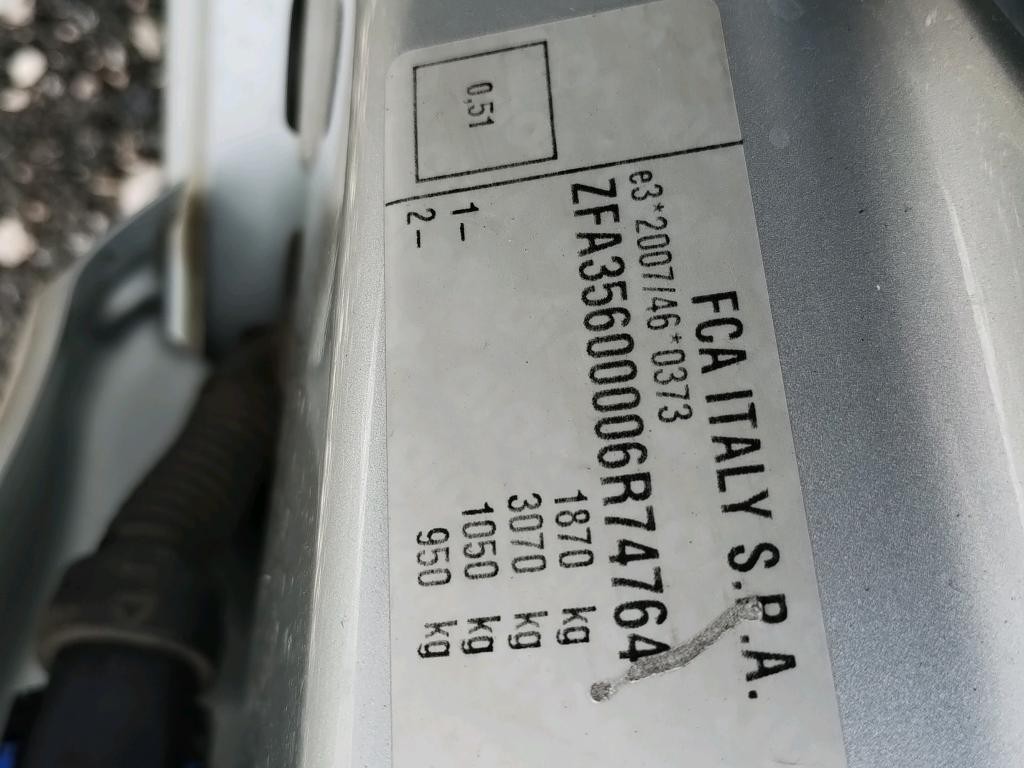 FCA ITALY S.P.A.
e3*2007/46*0373
ZFA35600006R74764
1870 kg
3070 kg
1- 1050 kg
2- 950 kg
0,51